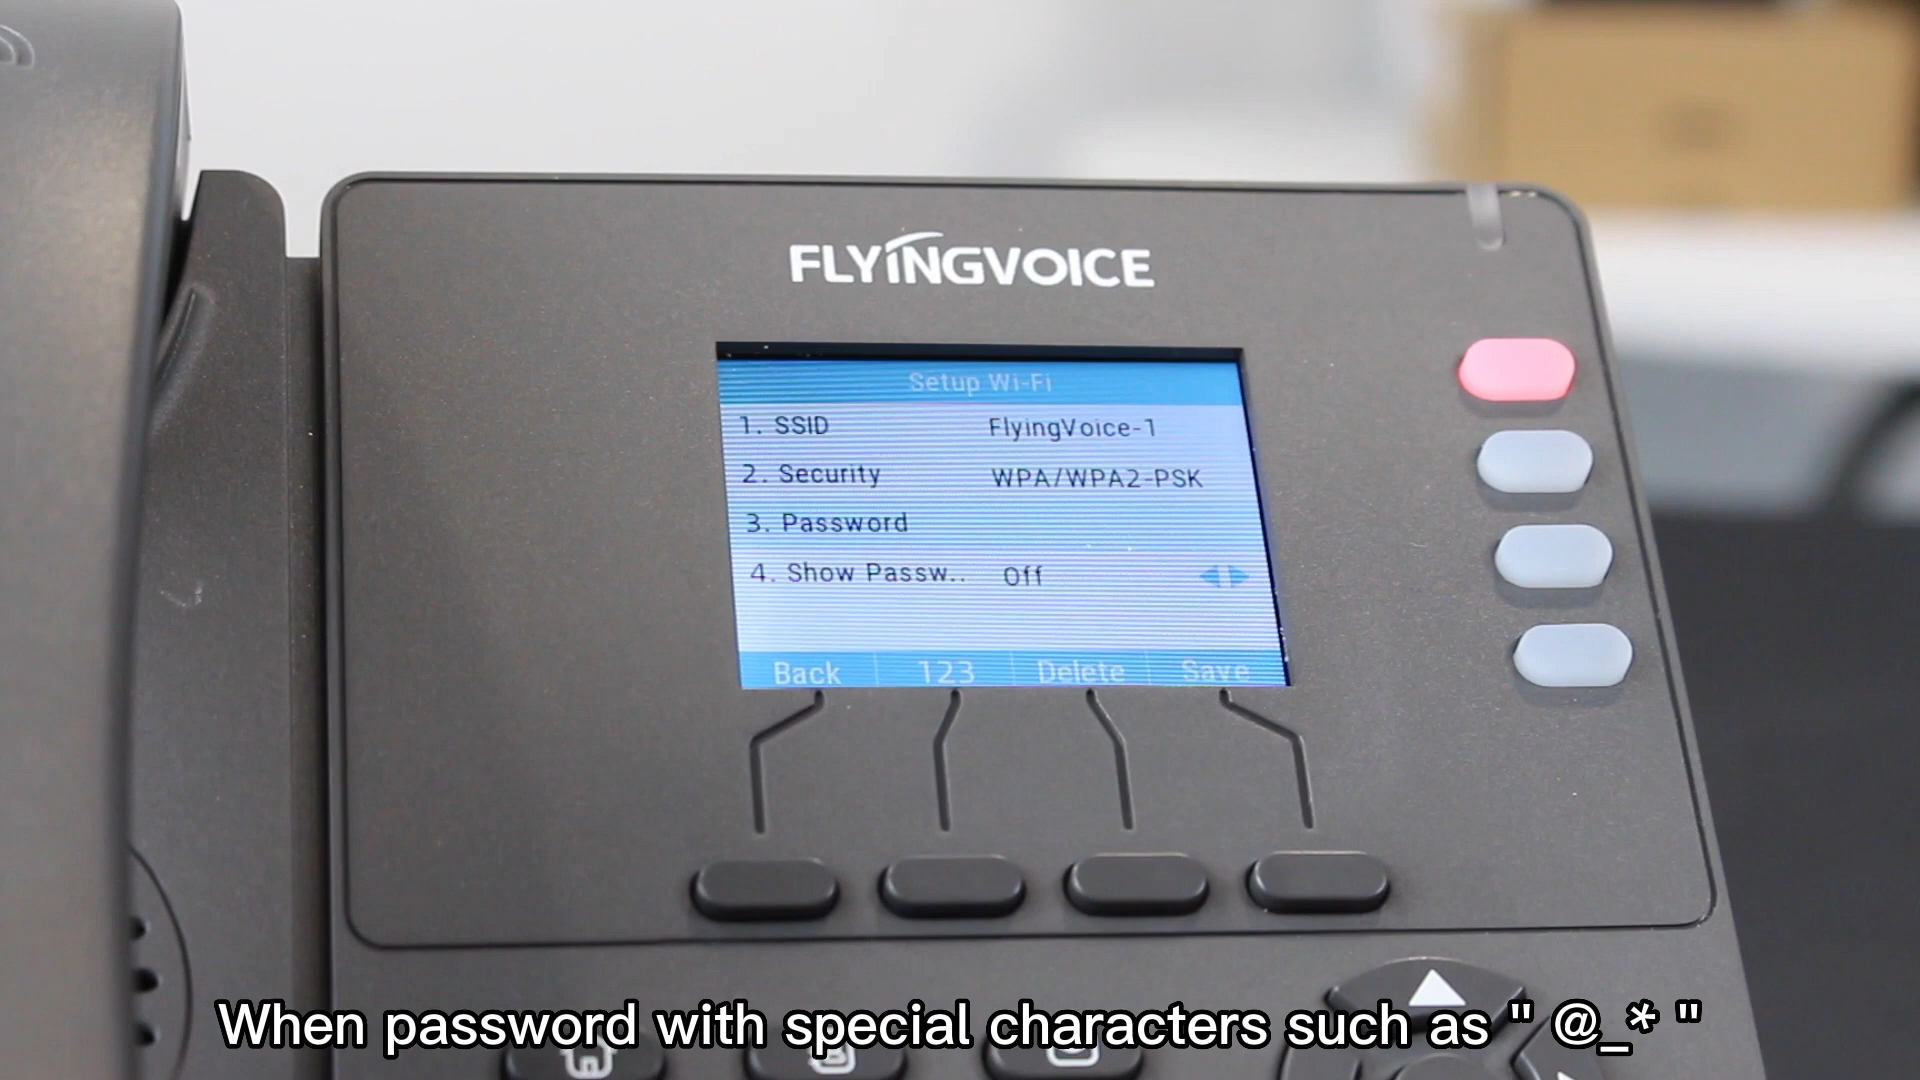 FLYINGVOICE
Setup Wi-Fi
1. SSID FlyingVoice-1
2. Security WPA/WPA2-PSK
3. Password
4. Show Passw.. Off
Back 123 Delete Save
When password with special characters such as " @_* "